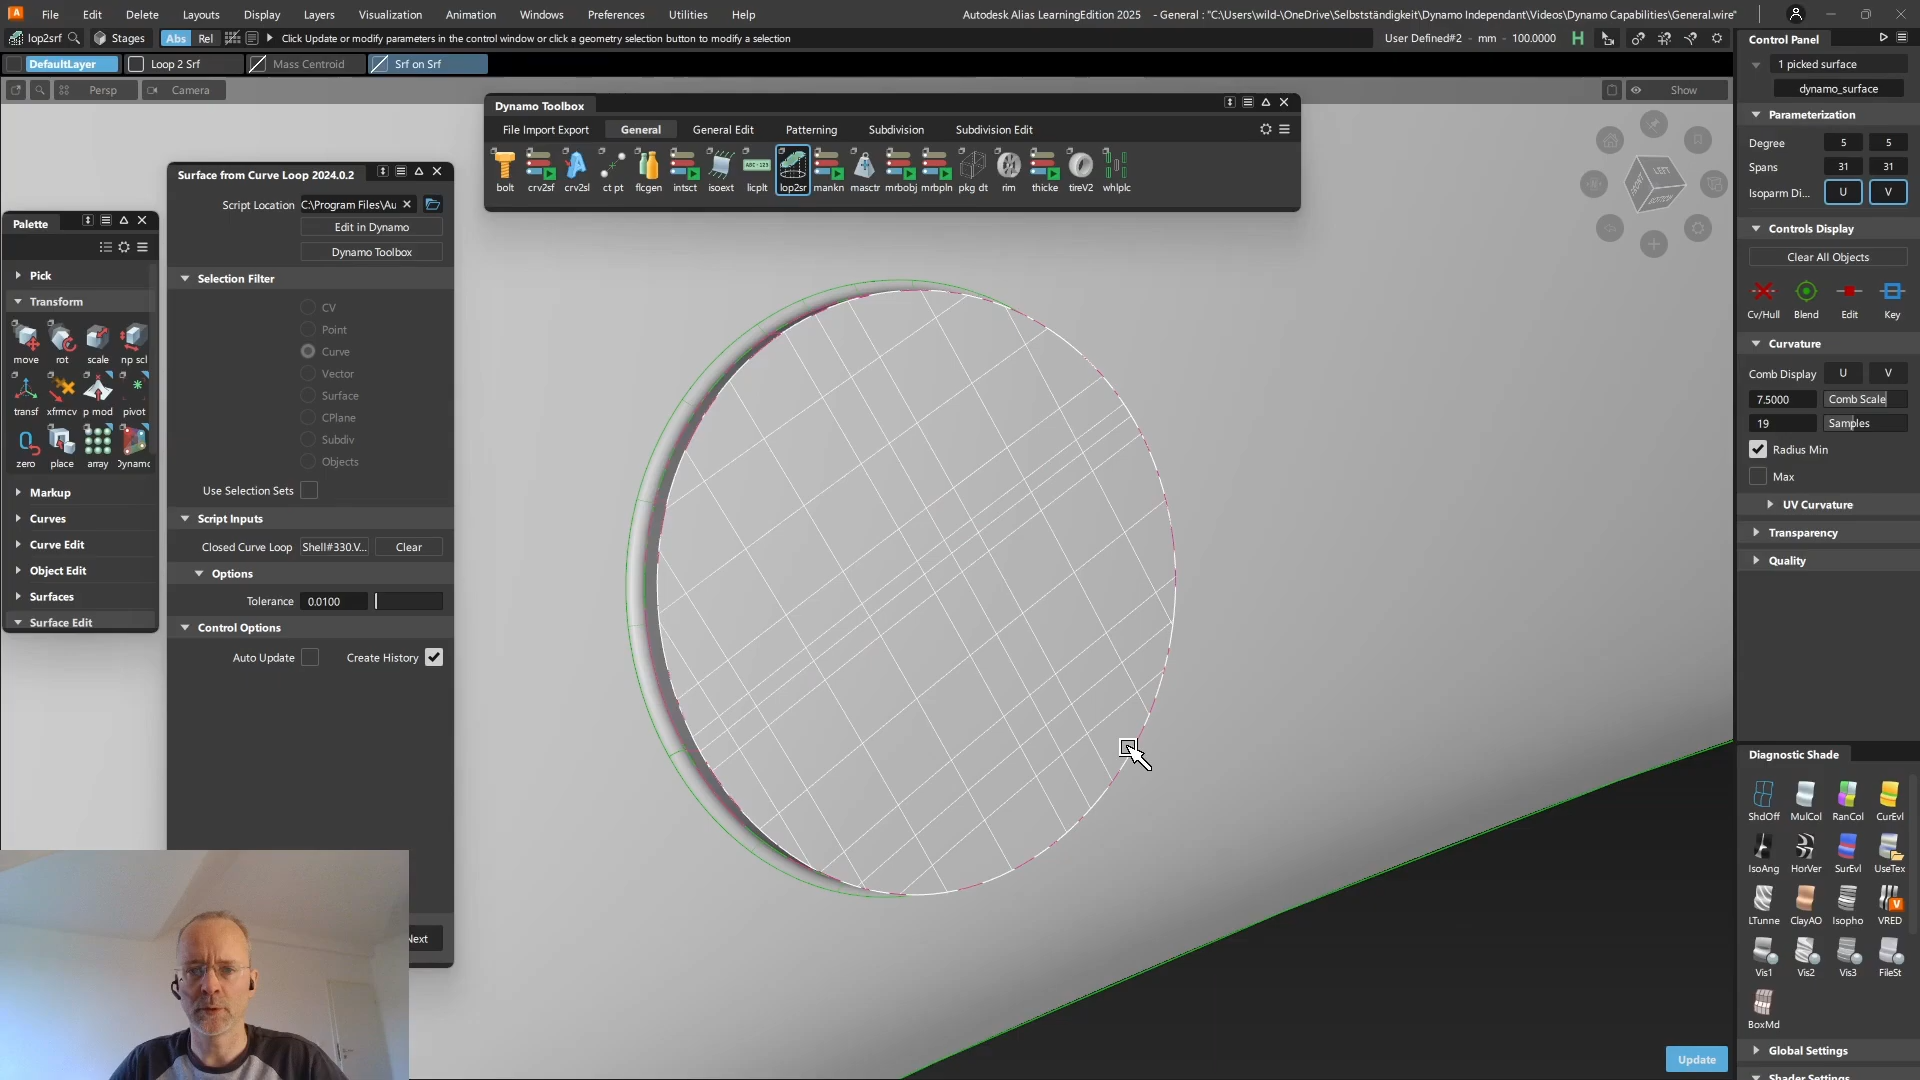 File Edit Delete Layouts Display Layers Visualization Animation Windows Preferences Utilities Help
Autodesk Alias LearningEdition 2025 - General : "C:\Users\wild-\OneDrive\Selbstständigkeit\Dynamo Independant\Videos\Dynamo Capabilities\General.wire"
lop2srf Stages Abs Rel Click Update or modify parameters in the control window or click a geometry selection button to modify a selection
User Defined#2 - mm - 100.0000
DefaultLayer Loop 2 Srf Mass Centroid Srf on Srf
Persp Camera Show
Dynamo Toolbox
File Import Export General General Edit Patterning Subdivision Subdivision Edit
bolt crv2sf crv2sl ct pt flcgen intsct isoext licplt lop2sr mankn masctr mrbobj mrbpln pkg dt rim thicke tireV2 whlplc
ABC-123
Surface from Curve Loop 2024.0.2
Script Location C:\Program Files\Au
Edit in Dynamo
Dynamo Toolbox
Selection Filter
CV
Point
Curve
Vector
Surface
CPlane
Subdiv
Objects
Use Selection Sets
Script Inputs
Closed Curve Loop Shell#330.V... Clear
Options
Tolerance 0.0100
Control Options
Auto Update Create History
Next
Palette
Pick
Transform
move rot scale np scl
transf xfrmcv p mod pivot
zero place array Dynamo
Markup
Curves
Curve Edit
Object Edit
Surfaces
Surface Edit
FRONT LEFT BOTTOM
Control Panel
1 picked surface
dynamo_surface
Parameterization
Degree 5 5
Spans 31 31
Isoparm Di... U V
Controls Display
Clear All Objects
Cv/Hull Blend Edit Key
Curvature
Comb Display U V
7.5000 Comb Scale
19 Samples
Radius Min
Max
UV Curvature
Transparency
Quality
Diagnostic Shade
ShdOff MulCol RanCol CurEvl
IsoAng HorVer SurEvl UseTex
LTunne ClayAO Isopho VRED
Vis1 Vis2 Vis3 FileSt
BoxMd
Global Settings
Shader Settings
Update